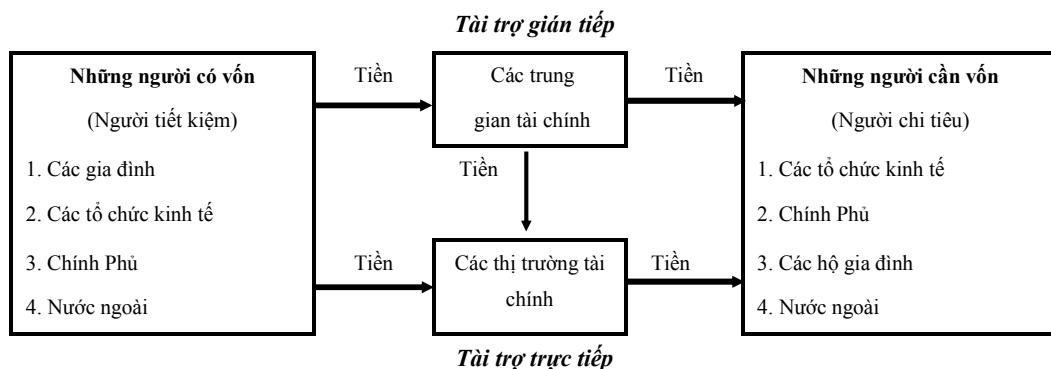 Tài trợ gián tiếp
Những người có vốn
(Người tiết kiệm)
1. Các gia đình
2. Các tổ chức kinh tế
3. Chính Phủ
4. Nước ngoài
Tiền
Các trung
gian tài chính
Tiền
Tiền
Tiền
Các thị trường tài
chính
Tiền
Những người cần vốn
(Người chi tiêu)
1. Các tổ chức kinh tế
2. Chính Phủ
3. Các hộ gia đình
4. Nước ngoài
Tài trợ trực tiếp